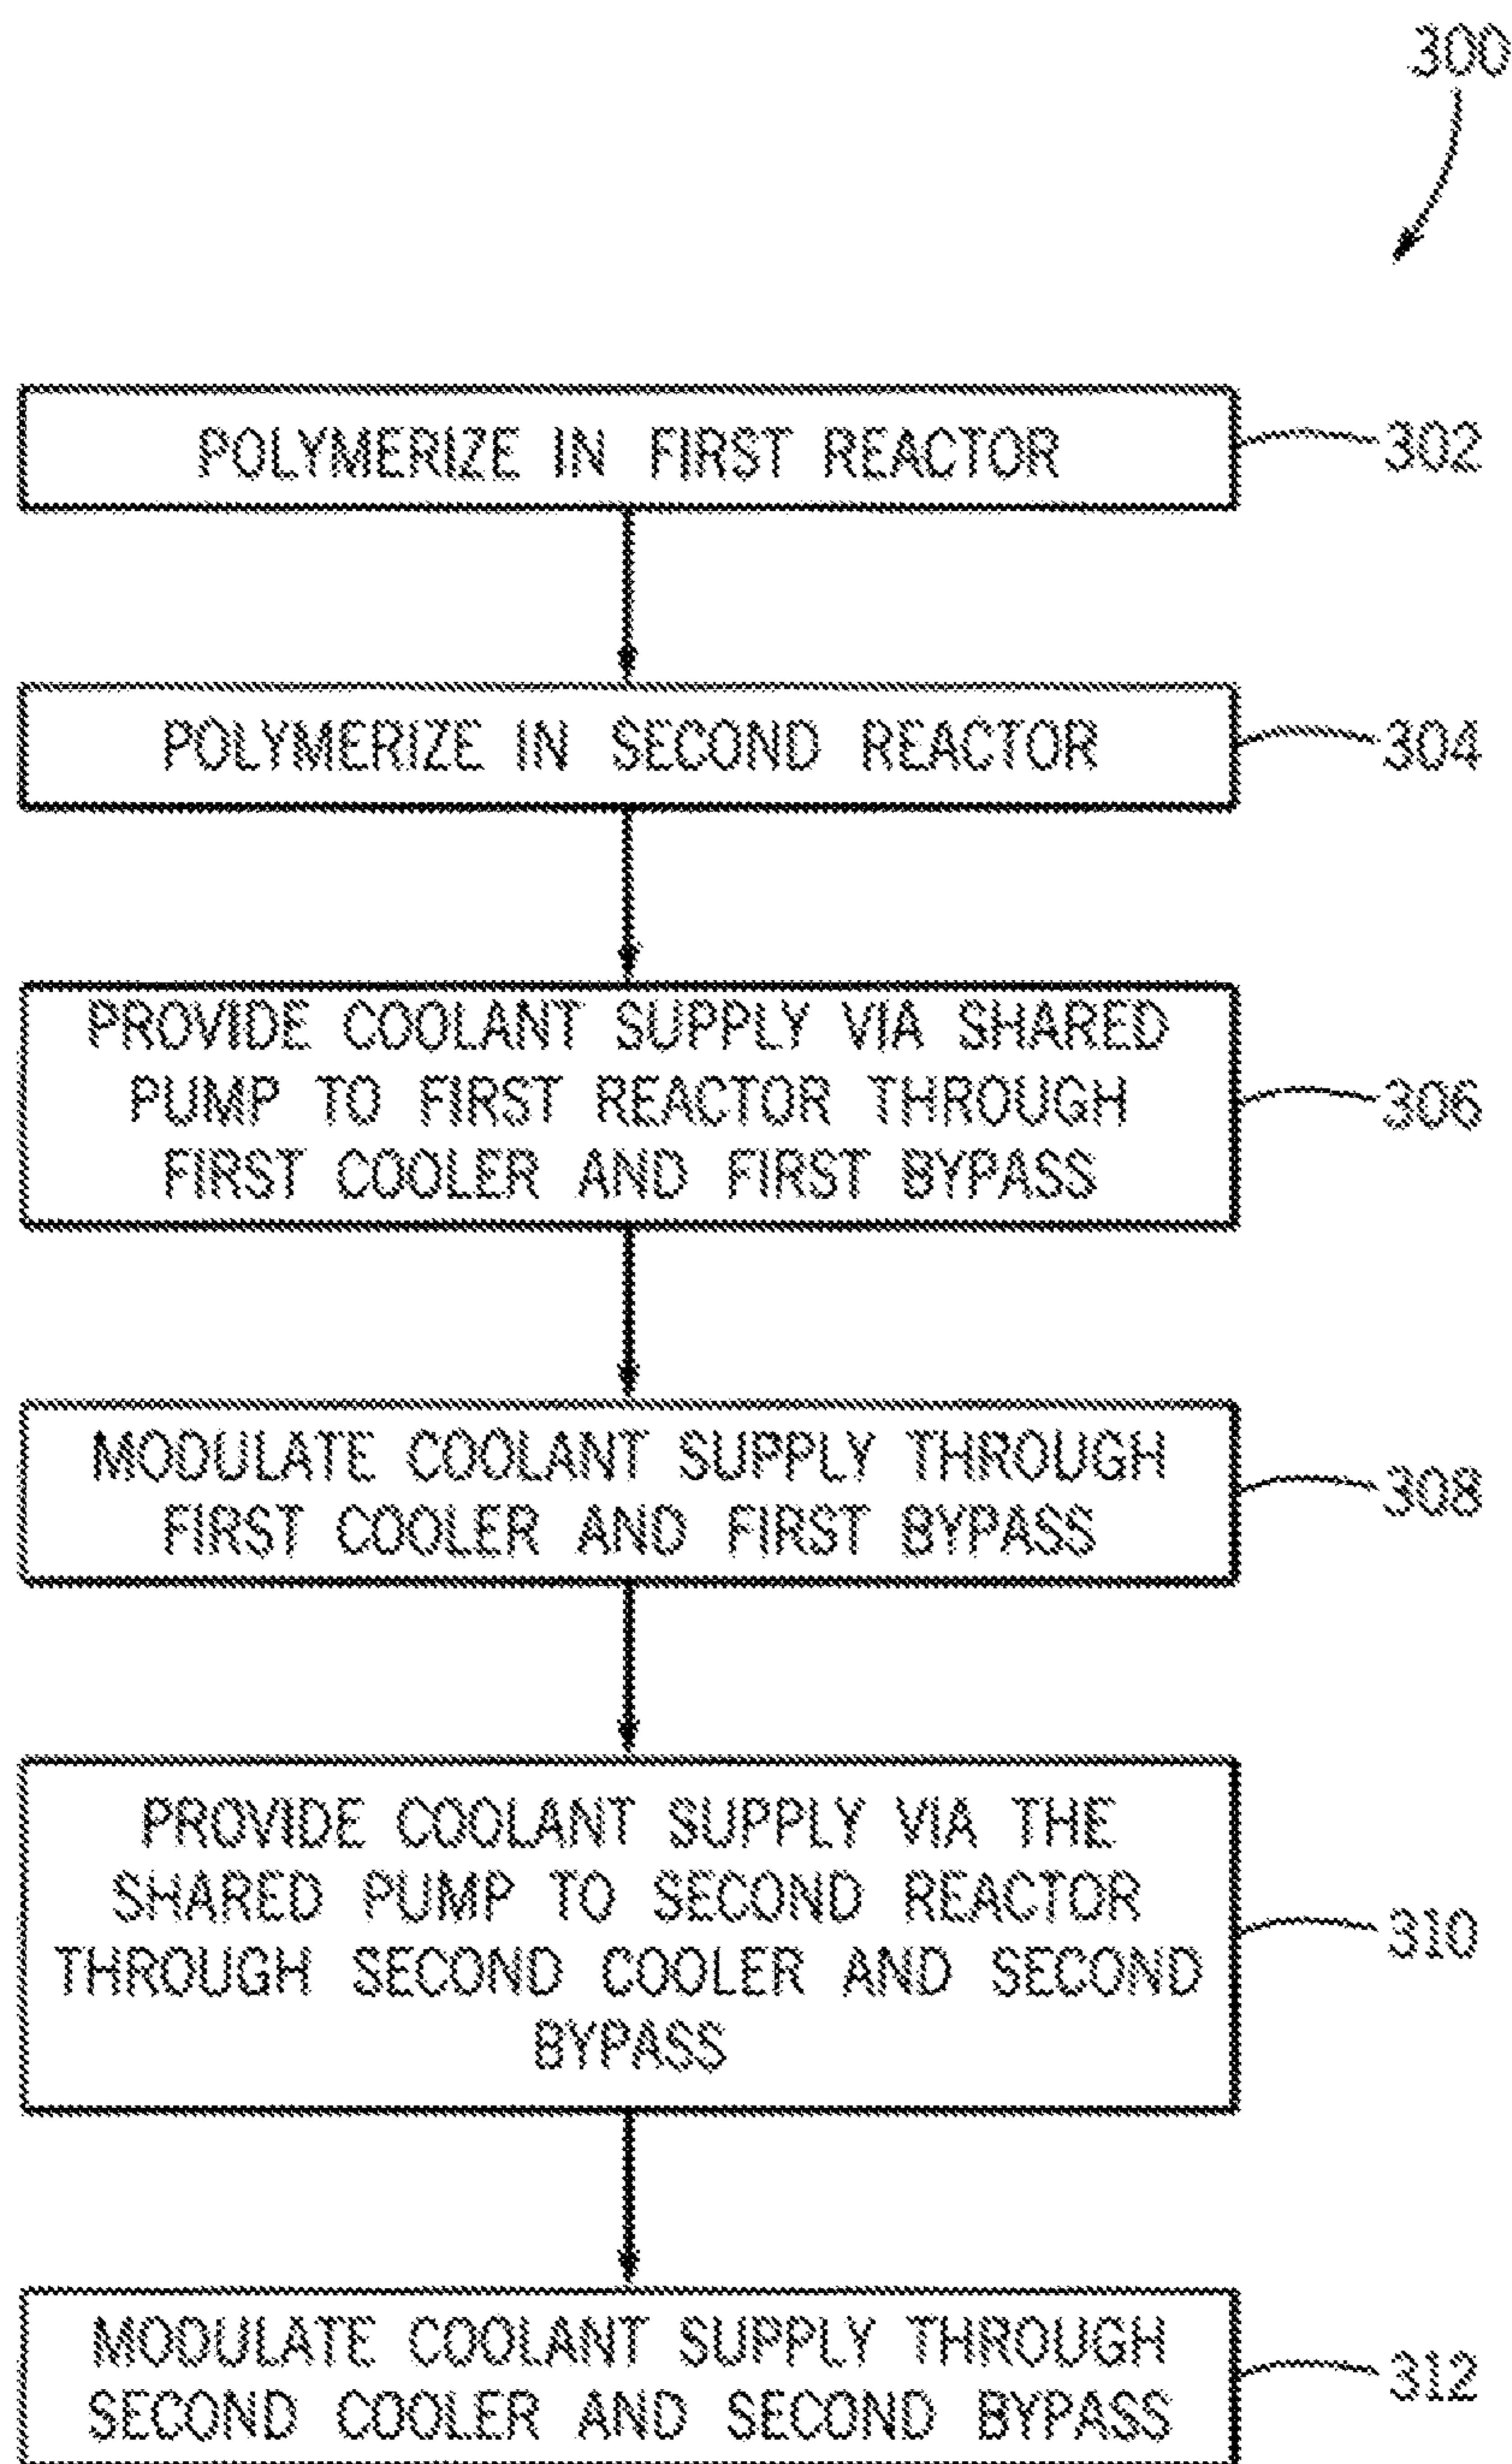 300
POLYMERIZE IN FIRST REACTOR
302
POLYMERIZE IN SECOND REACTOR
304
PROVIDE COOLANT SUPPLY VIA SHARED
PUMP TO FIRST REACTOR THROUGH
FIRST COOLER AND FIRST BYPASS
306
MODULATE COOLANT SUPPLY THROUGH
FIRST COOLER AND FIRST BYPASS
308
PROVIDE COOLANT SUPPLY VIA THE
SHARED PUMP TO SECOND REACTOR
THROUGH SECOND COOLER AND SECOND
BYPASS
310
MODULATE COOLANT SUPPLY THROUGH
SECOND COOLER AND SECOND BYPASS
312